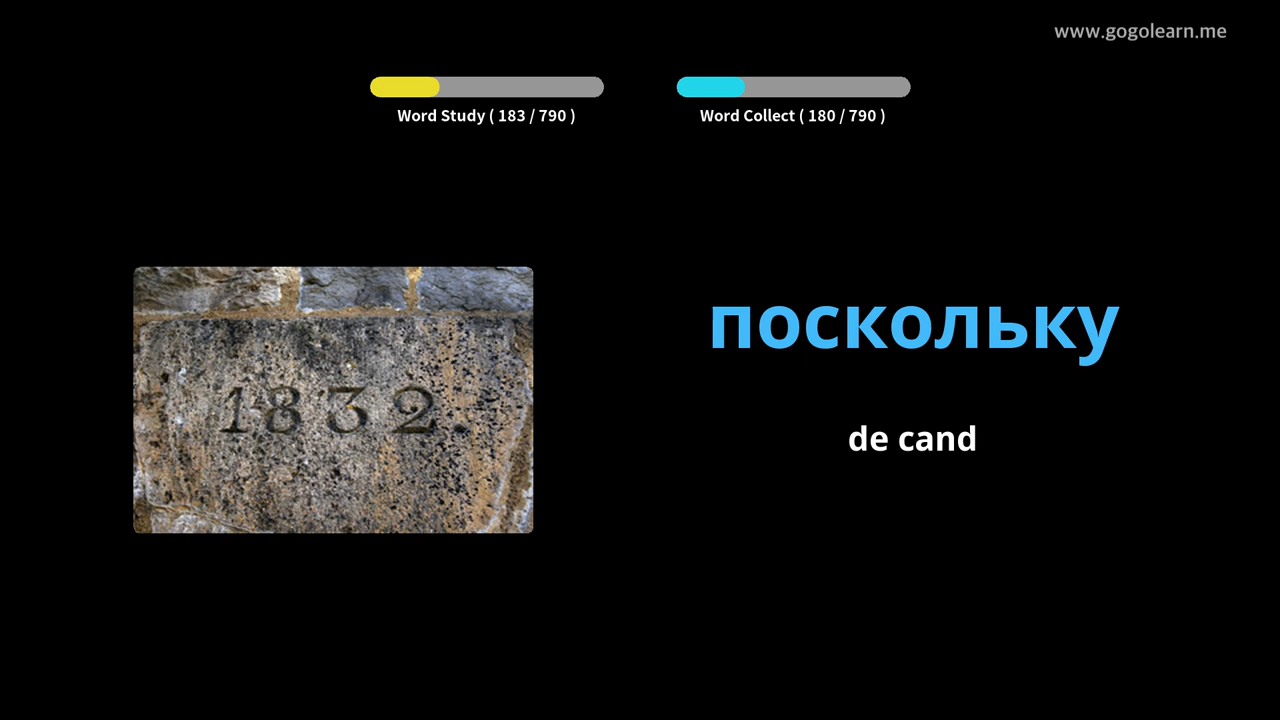 www.gogolearn.me
Word Study ( 183 / 790 )
Word Collect ( 180 / 790 )
1832.
поскольку
de cand